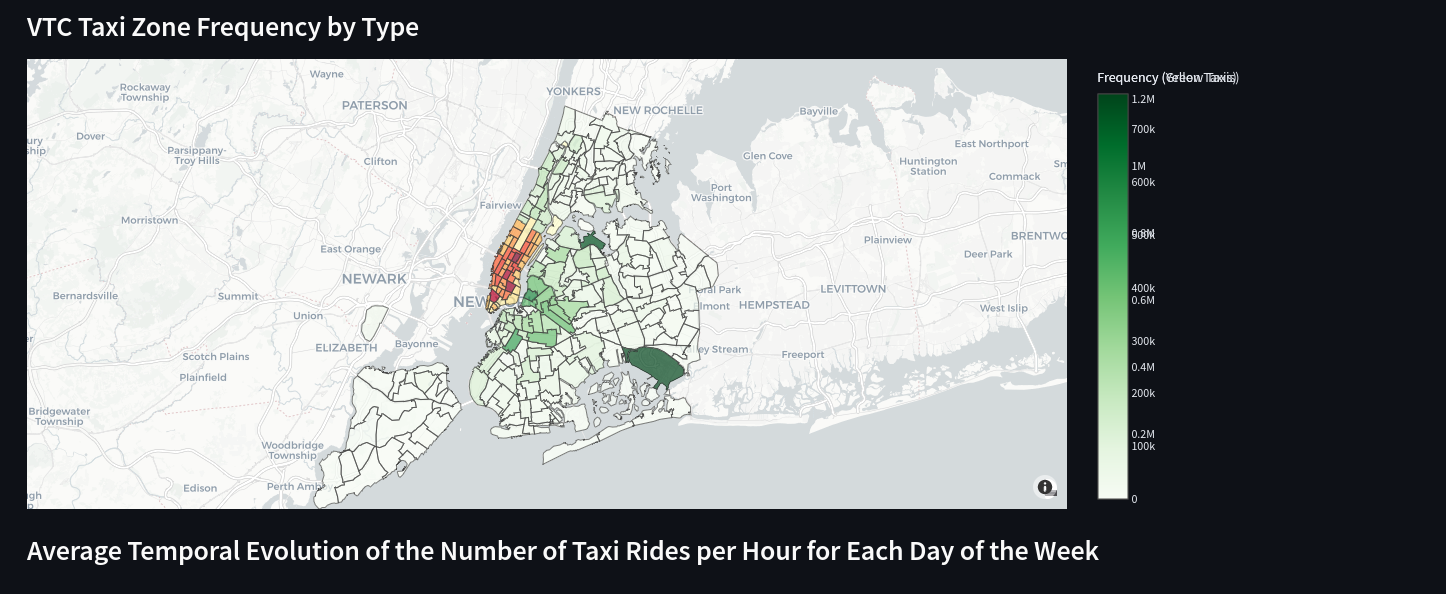 VTC Taxi Zone Frequency by Type
Wayne
Rockaway
Township
YONKERS
PATERSON
NEW ROCHELLE
Bayville
Dover
Parsippany-
Troy Hills
Clifton
East Northport
Glen Cove
Huntington
Station
Commack
Port
Washington
Fairview
Morristown
Plainview
BRENTWO
East Orange
Deer Park
NEWARK
LEVITTOWN
Bernardsville
Summit
NEW
Park
HEMPSTEAD
lmont
West Islip
Union
Scotch Plains
ELIZABETH
Bayonne
ley Stream
Freeport
Plainfield
Bridgewater
Township
Woodbridge
Township
Edison
Perth Amb
Frequency (
Taxis)
1.2M
700k
1M
600k
500k
400k
0.6M
300k
0.4M
200k
0.2M
100k
0
Average Temporal Evolution of the Number of Taxi Rides per Hour for Each Day of the Week